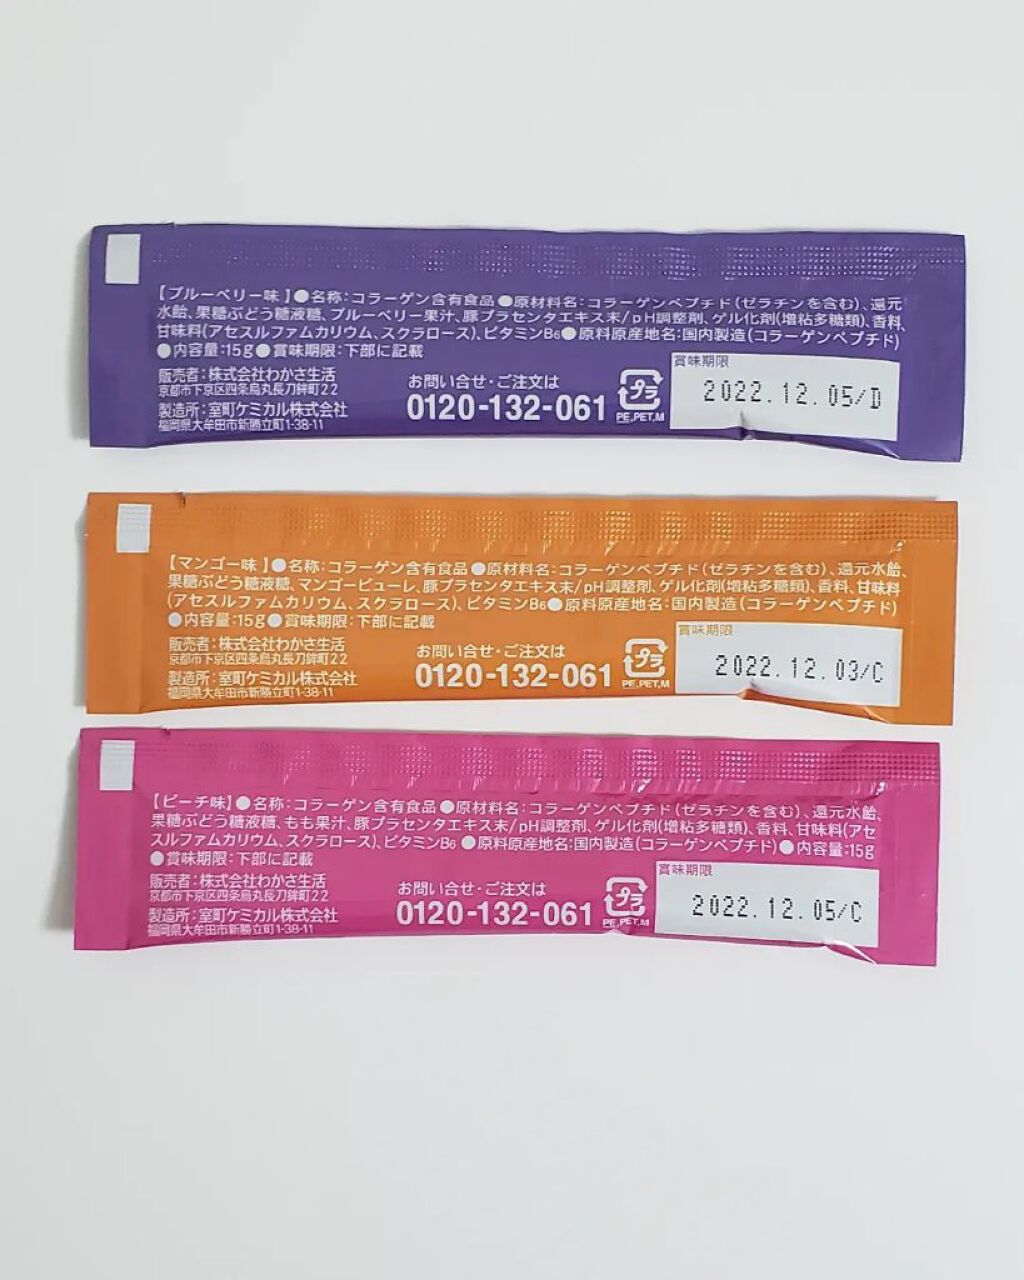 【ブルーベリー味】●名称:コラーゲン含有食品●原材料名:コラーゲンペプチド(ゼラチンを含む)、還元
水飴、果糖ぶどう糖液糖、ブルーベリー果汁、豚プラセンタエキス末/pH調整剤、ゲル化剤(増粘多糖類)、香料、
甘味料(アセスルファムカリウム、スクラロース)、ビタミンB6●原料原産地名:国内製造(コラーゲンペプチド)
●内容量:15g●賞味期限:下部に記載
販売者:株式会社わかさ生活
京都市下京区四条烏丸長刀鉾町22
製造所:室町ケミカル株式会社
福岡県大牟田市新勝立町1-38-11
お問い合せ・ご注文は
0120-132-061
プラ
PE,PET,M
賞味期限
2022.12.05/D
【マンゴー味】●名称:コラーゲン含有食品●原材料名:コラーゲンペプチド(ゼラチンを含む)、還元水飴、
果糖ぶどう糖液糖、マンゴーピューレ、豚プラセンタエキス末/pH調整剤、ゲル化剤(増粘多糖類)、香料、甘味料
(アセスルファムカリウム、スクラロース)、ビタミンB6●原料原産地名:国内製造(コラーゲンペプチド)
●内容量:15g●賞味期限:下部に記載
販売者:株式会社わかさ生活
京都市下京区四条烏丸長刀鉾町22
製造所:室町ケミカル株式会社
福岡県大牟田市新勝立町1-38-11
お問い合せ・ご注文は
0120-132-061
プラ
PE,PET,M
賞味期限
2022.12.03/C
【ピーチ味】●名称:コラーゲン含有食品●原材料名:コラーゲンペプチド(ゼラチンを含む)、還元水飴、
果糖ぶどう糖液糖、もも果汁、豚プラセンタエキス末/pH調整剤、ゲル化剤(増粘多糖類)、香料、甘味料(アセ
スルファムカリウム、スクラロース)、ビタミンB6●原料原産地名:国内製造(コラーゲンペプチド)●内容量:15g
●賞味期限:下部に記載
販売者:株式会社わかさ生活
京都市下京区四条烏丸長刀鉾町22
製造所:室町ケミカル株式会社
福岡県大牟田市新勝立町1-38-11
お問い合せ・ご注文は
0120-132-061
プラ
PE,PET,M
賞味期限
2022.12.05/C